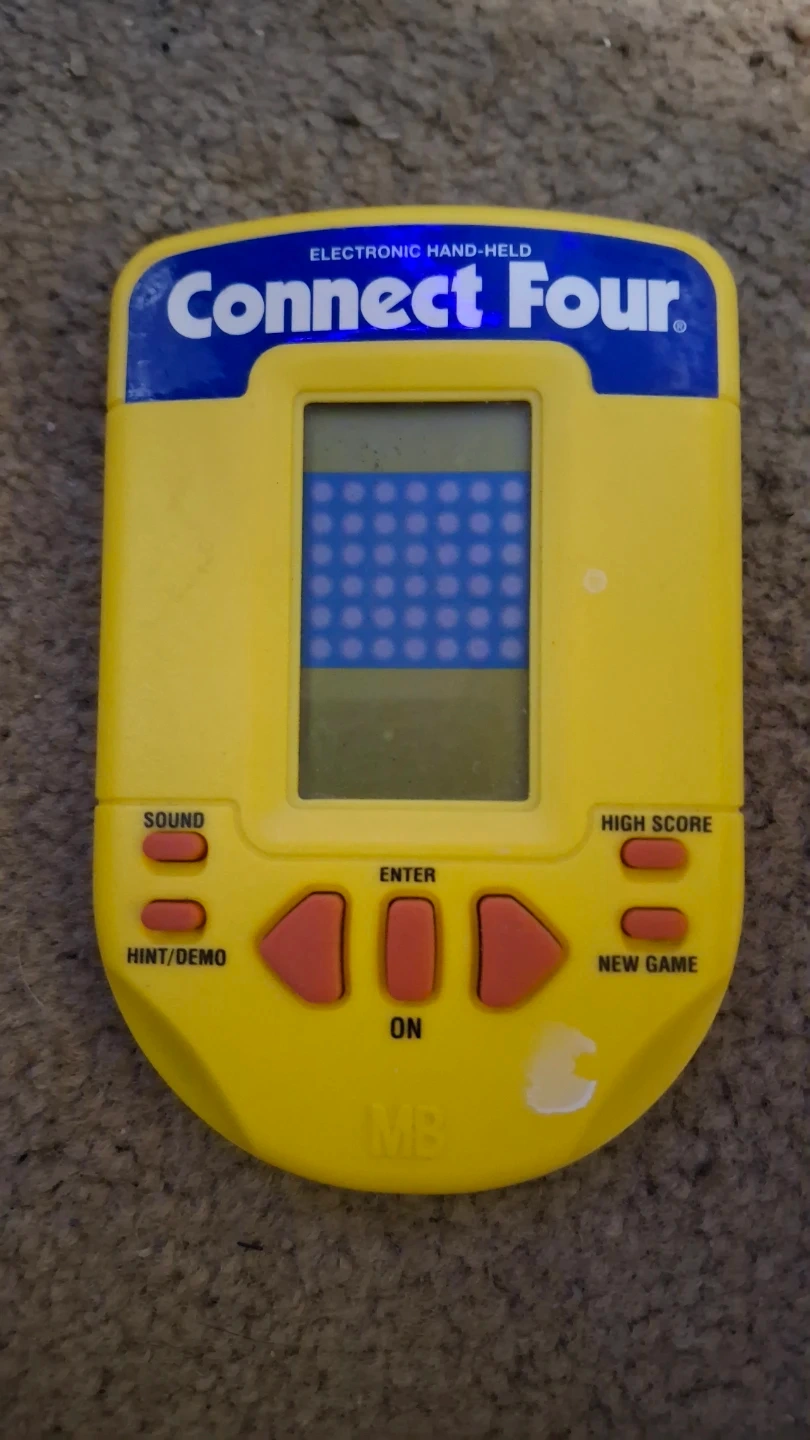 ELECTRONIC HAND-HELD
Connect Four®
SOUND
HIGH SCORE
ENTER
HINT/DEMO
NEW GAME
ON
MB